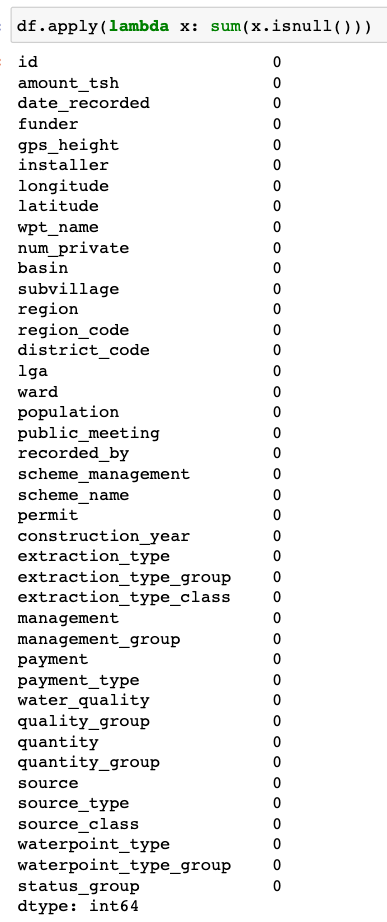 df.apply(lambda x: sum(x.isnull()))
id 0
amount_tsh 0
date_recorded 0
funder 0
gps_height 0
installer 0
longitude 0
latitude 0
wpt_name 0
num_private 0
basin 0
subvillage 0
region 0
region_code 0
district_code 0
lga 0
ward 0
population 0
public_meeting 0
recorded_by 0
scheme_management 0
scheme_name 0
permit 0
construction_year 0
extraction_type 0
extraction_type_group 0
extraction_type_class 0
management 0
management_group 0
payment 0
payment_type 0
water_quality 0
quality_group 0
quantity 0
quantity_group 0
source 0
source_type 0
source_class 0
waterpoint_type 0
waterpoint_type_group 0
status_group 0
dtype: int64